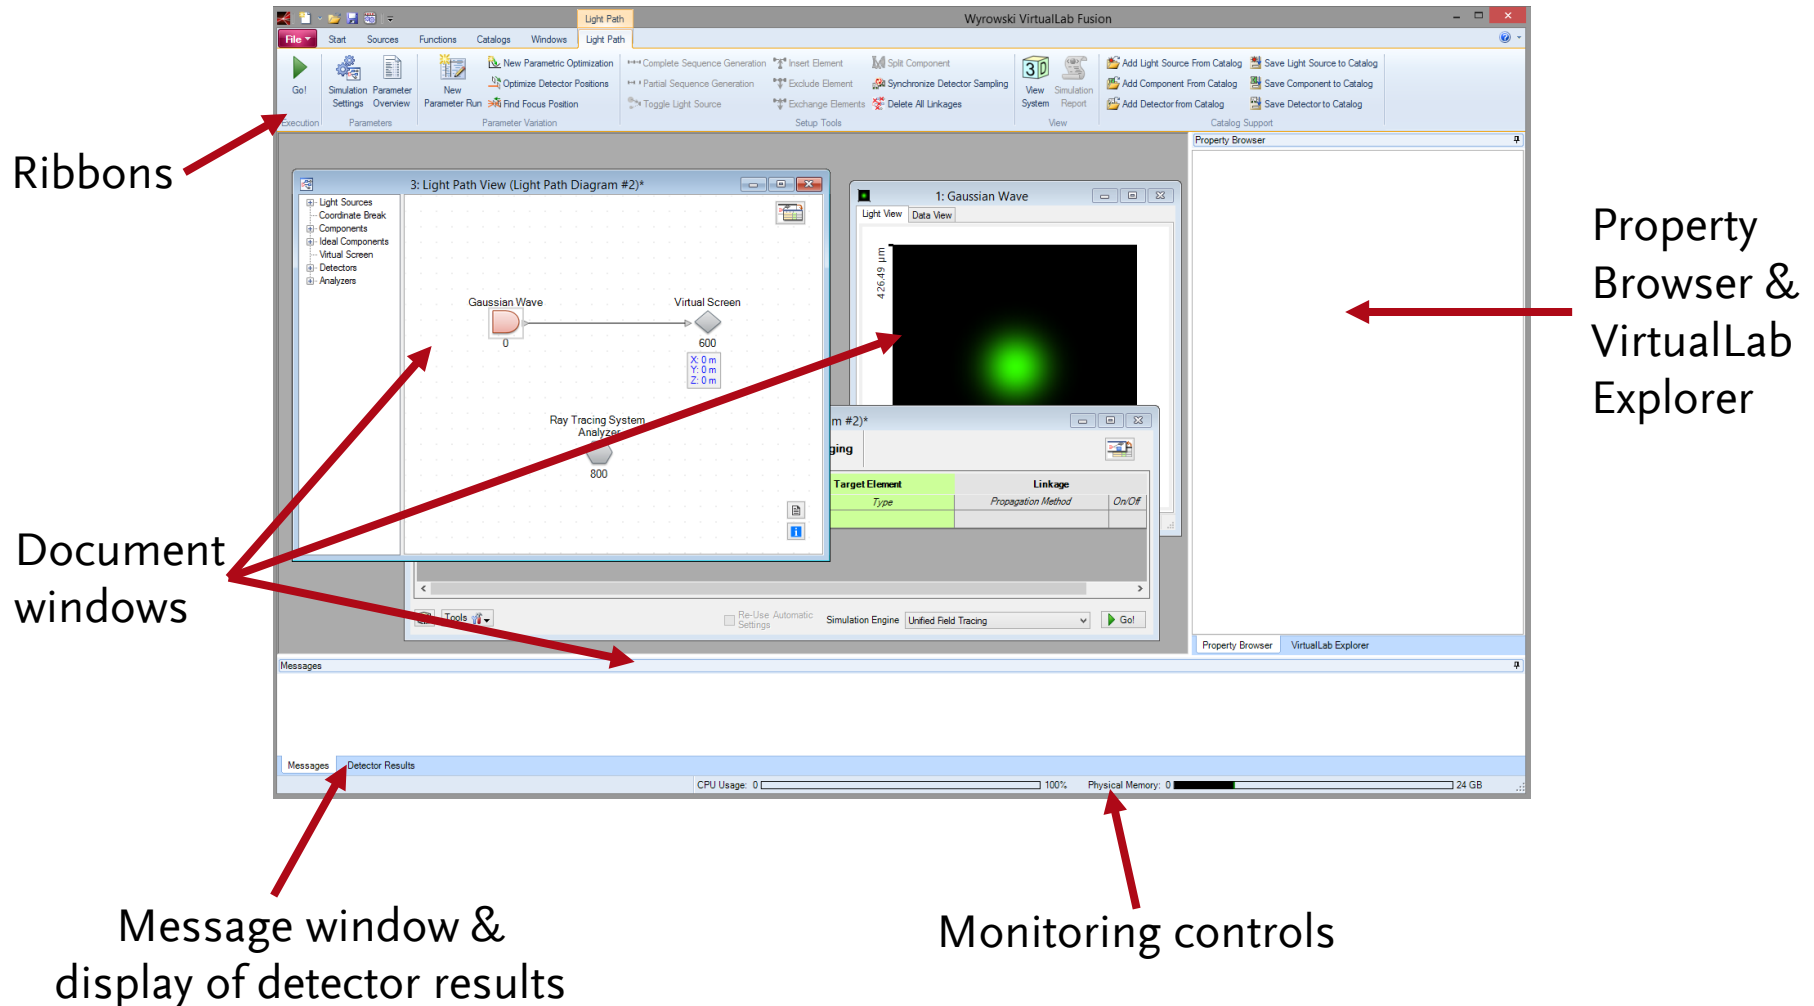 Light Path
Wyrowski VirtualLab Fusion
File Start Sources Functions Catalogs Windows Light Path
Go!
Simulation Settings
Parameter Overview
New Parameter Run
New Parametric Optimization
Optimize Detector Positions
Find Focus Position
Complete Sequence Generation
Partial Sequence Generation
Toggle Light Source
Insert Element
Exclude Element
Exchange Elements
Split Component
Synchronize Detector Sampling
Delete All Linkages
3D
View System
Simulation Report
Add Light Source From Catalog
Add Component From Catalog
Add Detector from Catalog
Save Light Source to Catalog
Save Component to Catalog
Save Detector to Catalog
Execution Parameters Parameter Variation Setup Tools View Catalog Support
Ribbons
Property Browser
3: Light Path View (Light Path Diagram #2)*
Light Sources
Coordinate Break
Components
Ideal Components
Virtual Screen
Detectors
Analyzers
Gaussian Wave
0
Virtual Screen
600
X: 0 m
Y: 0 m
Z: 0 m
Ray Tracing System
Analyzer
800
1: Gaussian Wave
Light View Data View
426.49 µm
m #2)*
ging
Target Element Linkage
Type Propagation Method On/Off
Tools
Re-Use Automatic
Settings
Simulation Engine Unified Field Tracing Go!
Property
Browser &
VirtualLab
Explorer
Document
windows
Property Browser VirtualLab Explorer
Messages
Messages Detector Results
CPU Usage: 0 100% Physical Memory: 0 24 GB
Message window &
display of detector results
Monitoring controls